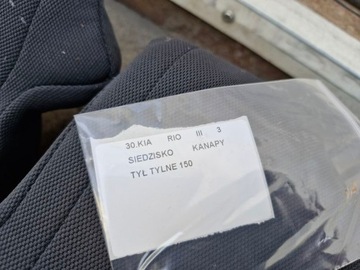 30.KIA RIO III 3
SIEDZISKO KANAPY
TYŁ TYLNE 150